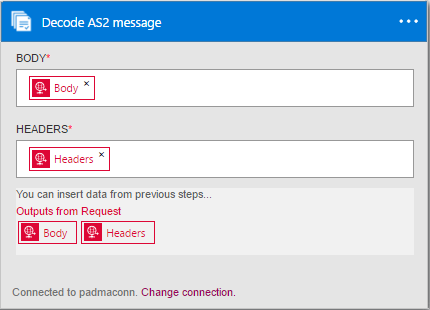 Decode AS2 message
BODY*
Body ×
HEADERS*
Headers ×
You can insert data from previous steps...
Outputs from Request
Body Headers
Connected to padmaconn. Change connection.